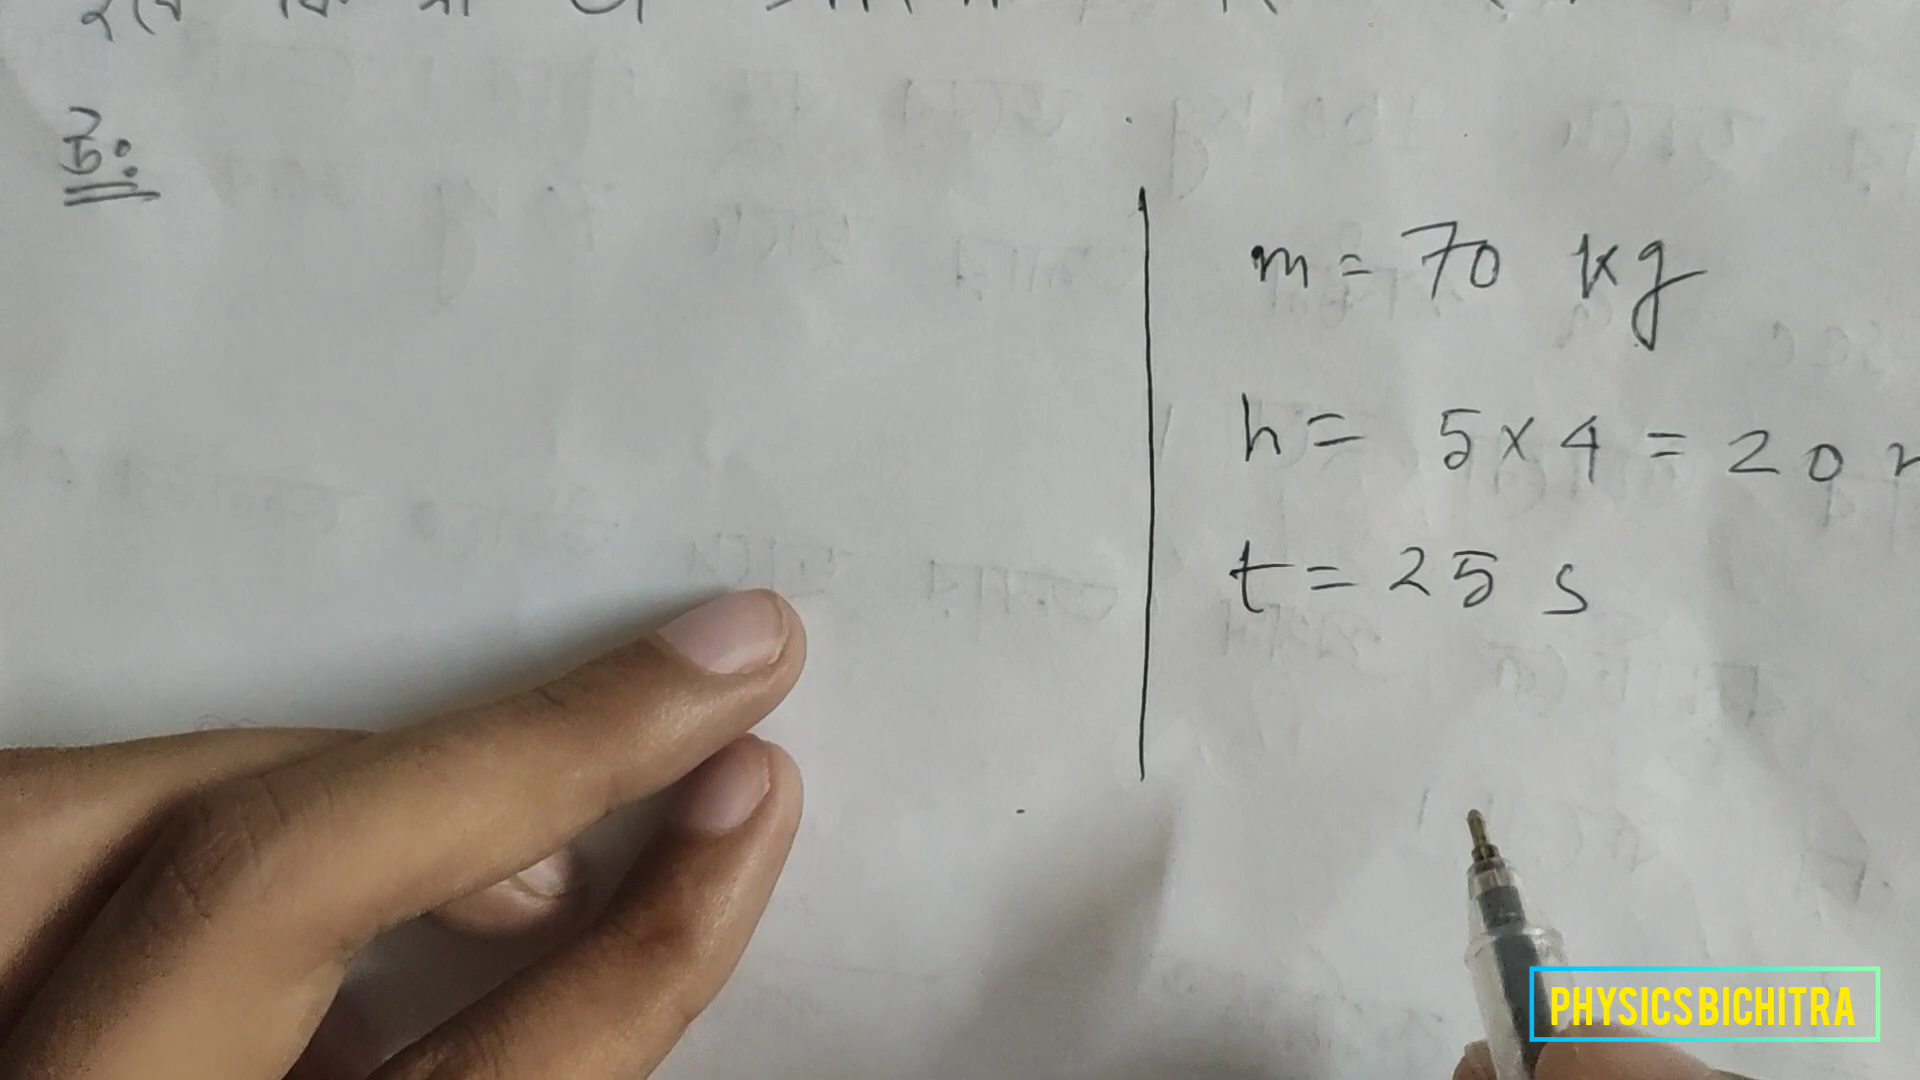 উঃ
m = 70 kg
h = 5×4 = 20
t = 25 s
PHYSICS BICHITRA